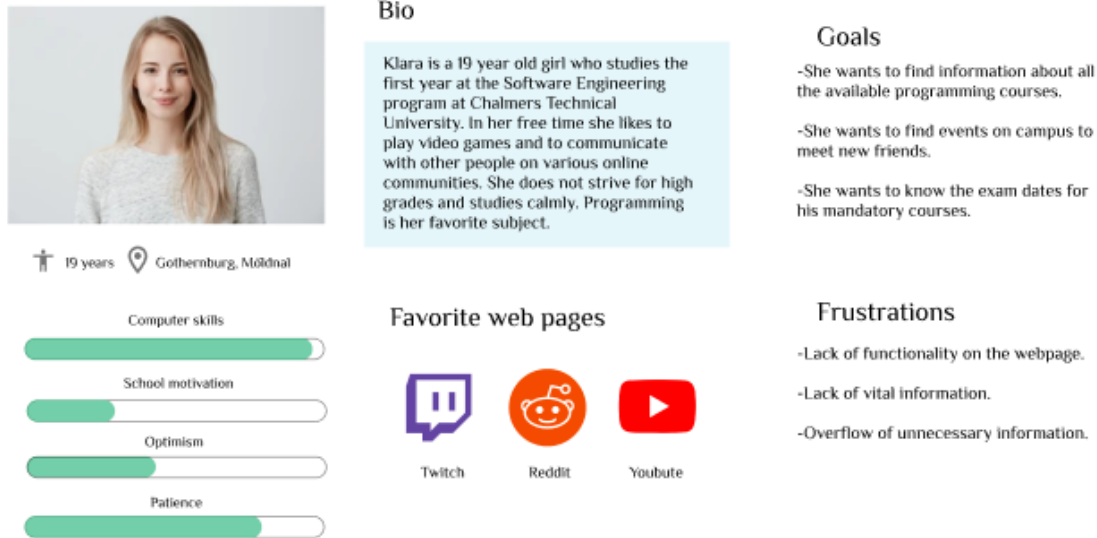 Bio
Klara is a 19 year old girl who studies the
first year at the Software Engineering
program at Chalmers Technical
University. In her free time she likes to
play video games and to communicate
with other people on various online
communities. She does not strive for high
grades and studies calmly. Programming
is her favorite subject.
Goals
-She wants to find information about all
the available programming courses.
-She wants to find events on campus to
meet new friends.
-She wants to know the exam dates for
his mandatory courses.
19 years
Gothernburg, Möldnal
Computer skills
School motivation
Optimism
Patience
Favorite web pages
Twitch
Reddit
Youbute
Frustrations
-Lack of functionality on the webpage.
-Lack of vital information.
-Overflow of unnecessary information.